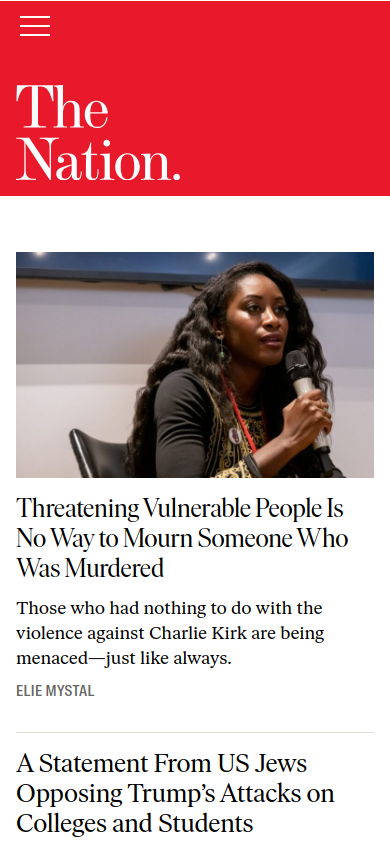 The
Nation.
Threatening Vulnerable People Is
No Way to Mourn Someone Who
Was Murdered
Those who had nothing to do with the
violence against Charlie Kirk are being
menaced—just like always.
ELIE MYSTAL
A Statement From US Jews
Opposing Trump’s Attacks on
Colleges and Students